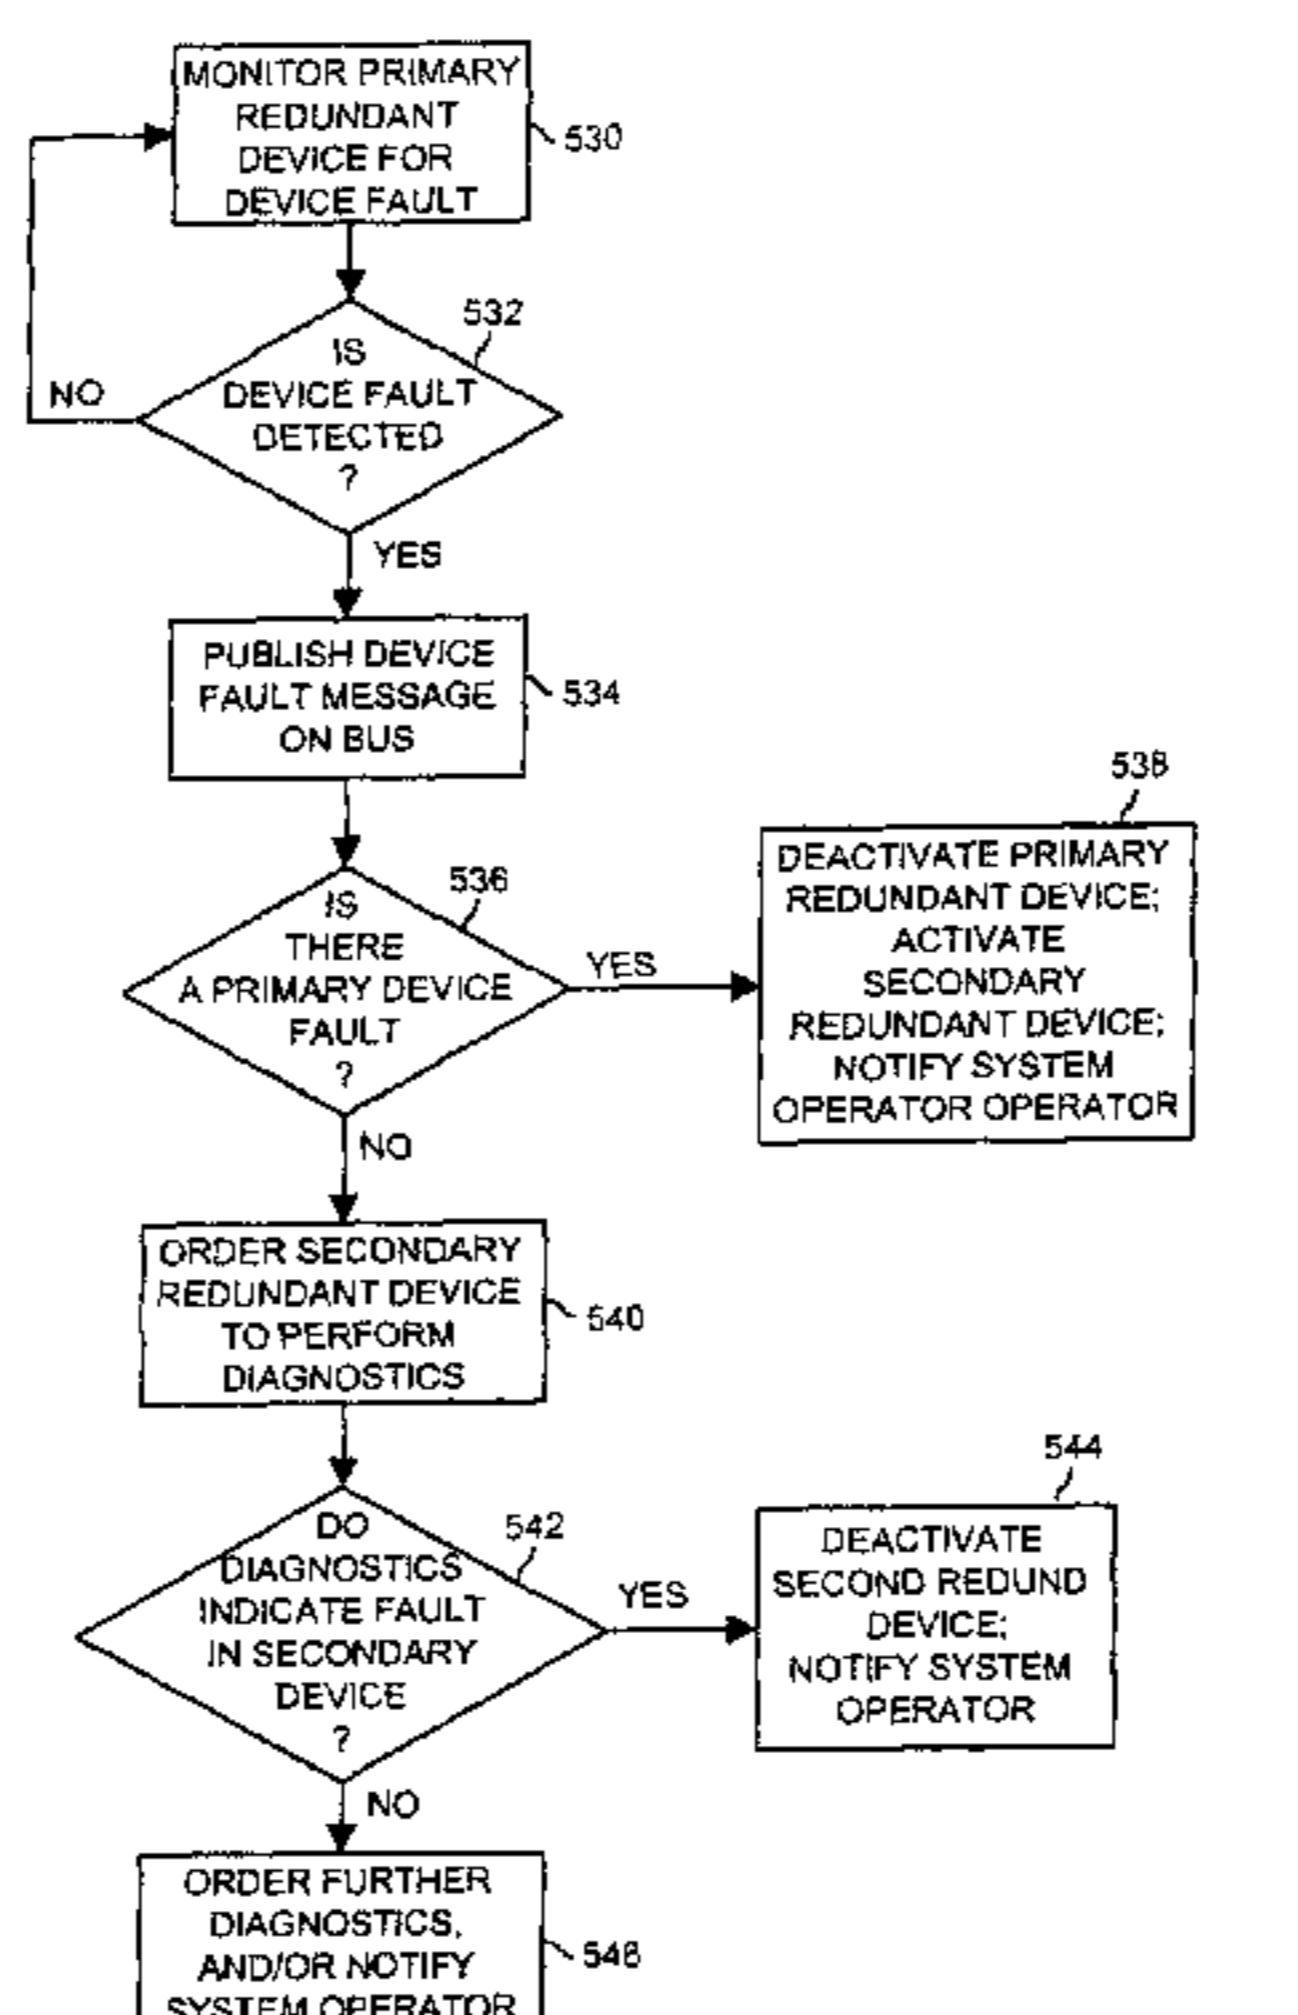 MONITOR PRIMARY
REDUNDANT
DEVICE FOR
DEVICE FAULT
530
532
IS
DEVICE FAULT
DETECTED
?
NO
YES
PUBLISH DEVICE
FAULT MESSAGE
ON BUS
534
536
IS
THERE
A PRIMARY DEVICE
FAULT
?
YES
538
DEACTIVATE PRIMARY
REDUNDANT DEVICE;
ACTIVATE
SECONDARY
REDUNDANT DEVICE;
NOTIFY SYSTEM
OPERATOR OPERATOR
NO
ORDER SECONDARY
REDUNDANT DEVICE
TO PERFORM
DIAGNOSTICS
540
542
DO
DIAGNOSTICS
INDICATE FAULT
IN SECONDARY
DEVICE
?
YES
544
DEACTIVATE
SECOND REDUND
DEVICE;
NOTIFY SYSTEM
OPERATOR
NO
ORDER FURTHER
DIAGNOSTICS,
AND/OR NOTIFY
SYSTEM OPERATOR
546